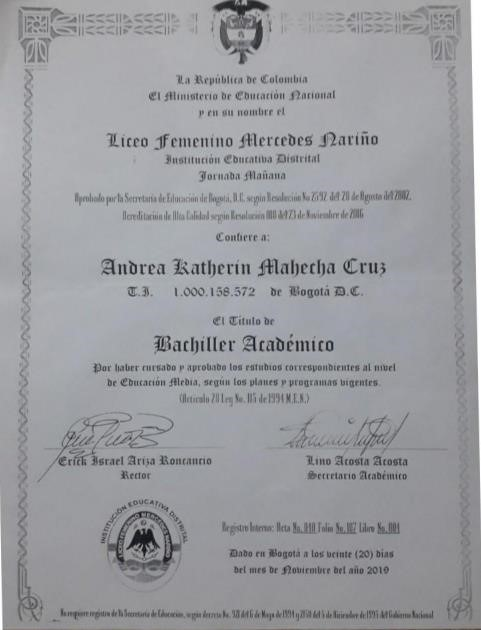 La República de Colombia
El Ministerio de Educación Nacional
y en su nombre el
Liceo Femenino Mercedes Nariño
Institución Educativa Distrital
Jornada Mañana
Aprobado por la Secretaría de Educación de Bogotá, D.C. según Resolución No 2592 del 28 de Agosto del 2002.
Acreditación de Alta Calidad según Resolución 010 del 23 de Noviembre de 2016
Confiere a:
Andrea Katherin Mahecha Cruz
T.I. 1.000.158.572 de Bogotá D.C.
El Título de
Bachiller Académico
Por haber cursado y aprobado los estudios correspondientes al nivel
de Educación Media, según los planes y programas vigentes.
(Artículo 28 Ley No. 115 de 1994 M.E.N.)
Erick Israel Ariza Roncancio
Rector
Lino Acosta Acosta
Secretario Académico
INSTITUCIÓN EDUCATIVA DISTRITAL
LICEO FEMENINO MERCEDES NARIÑO
Registro Interno: Acta No. 040 Folio No. 107 Libro No. 001
Dado en Bogotá a los veinte (20) días
del mes de Noviembre del año 2019
No requiere registro de la Secretaría de Educación, según decreto No. 921 del 6 de Mayo de 1994 y 2150 del 5 de Diciembre de 1995 del Gobierno Nacional